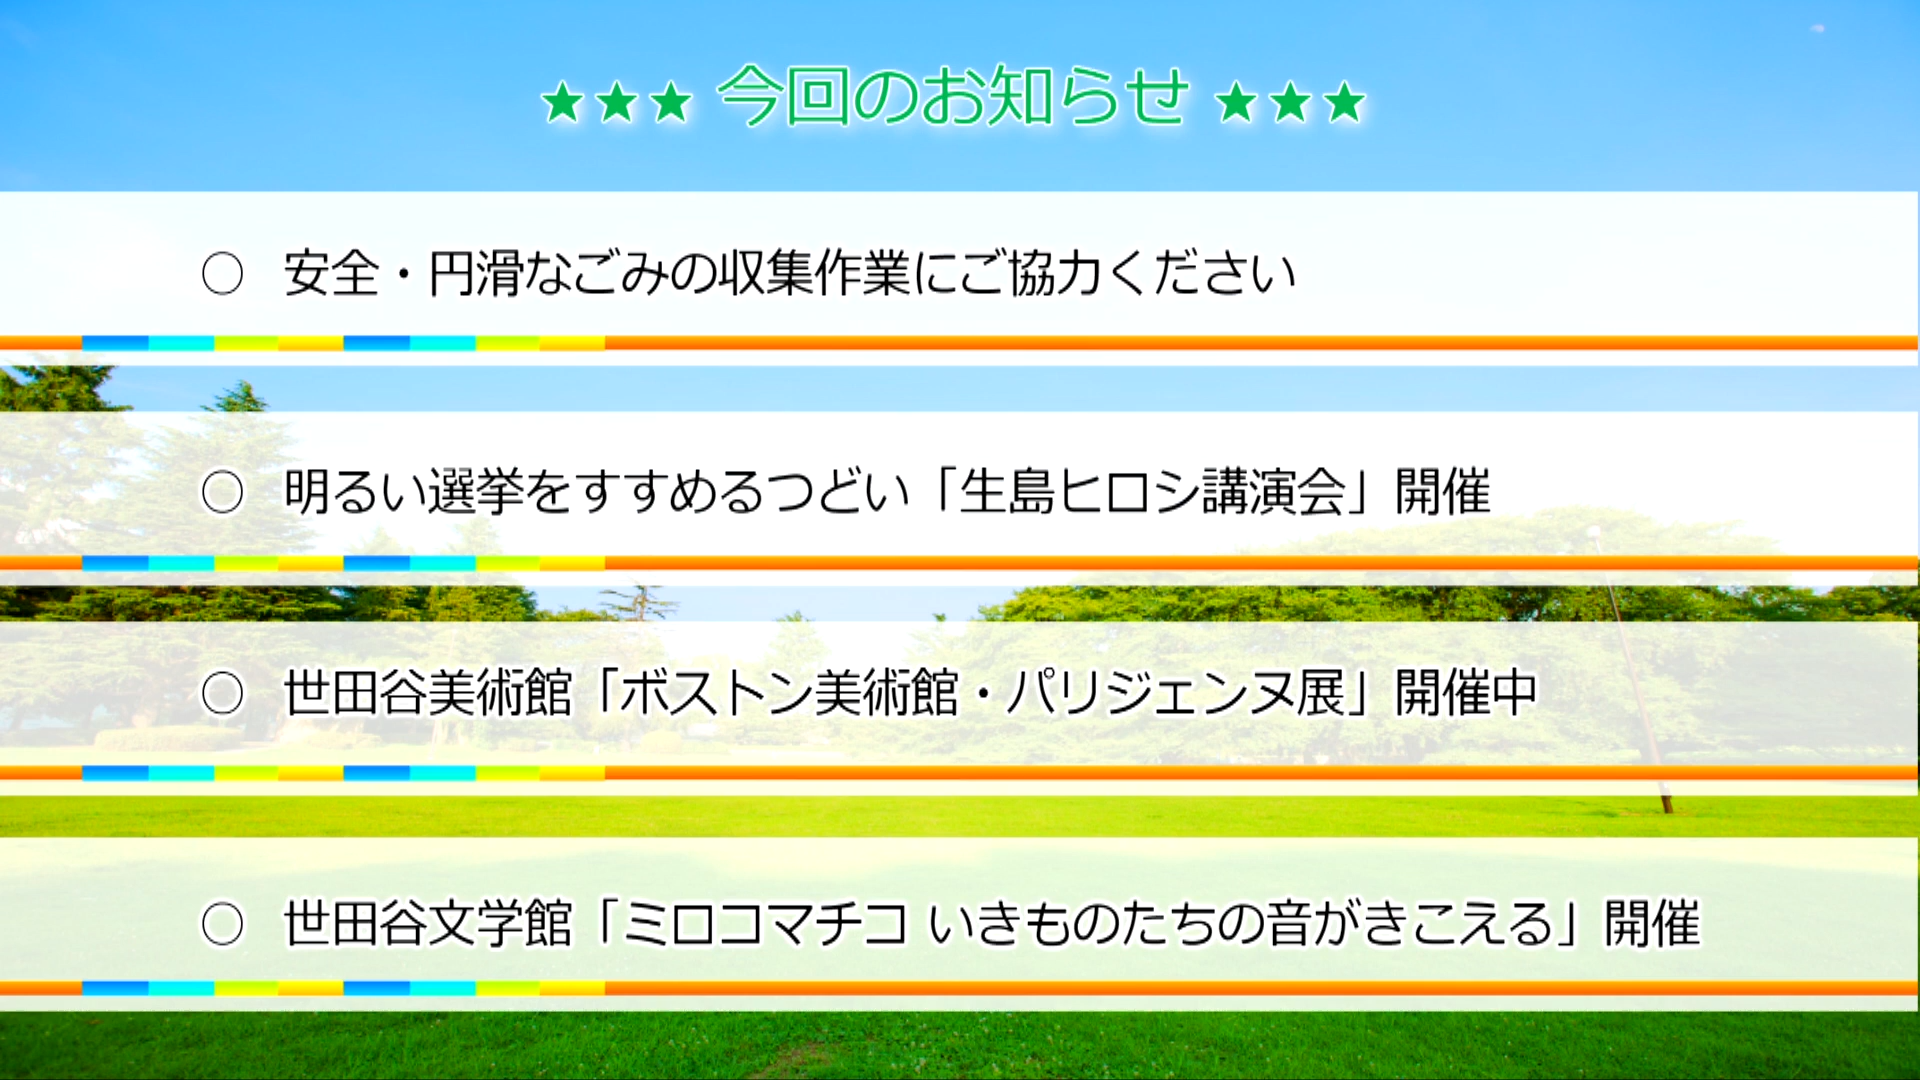 ★★★ 今回のお知らせ ★★★
○ 安全・円滑なごみの収集作業にご協力ください
○ 明るい選挙をすすめるつどい「生島ヒロシ講演会」開催
○ 世田谷美術館「ボストン美術館・パリジェンヌ展」開催中
○ 世田谷文学館「ミロコマチコ いきものたちの音がきこえる」開催